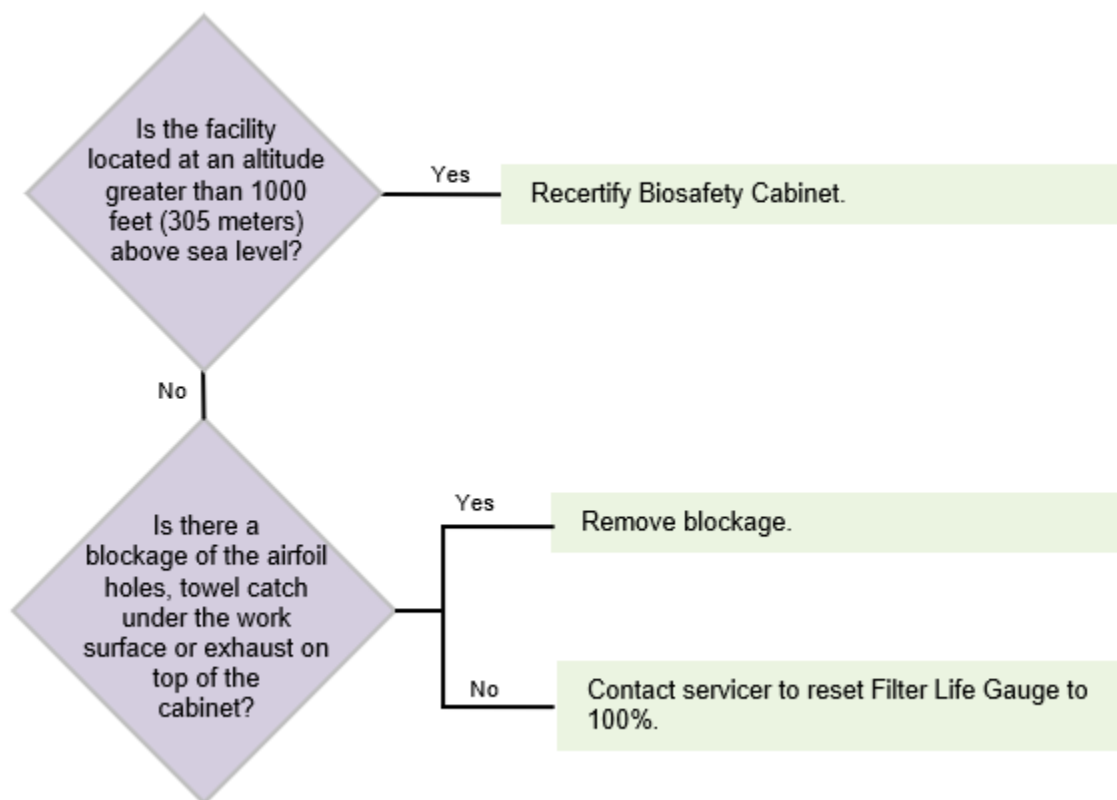 Is the facility
located at an altitude
greater than 1000
feet (305 meters)
above sea level?
Yes
Recertify Biosafety Cabinet.
No
Is there a
blockage of the airfoil
holes, towel catch
under the work
surface or exhaust on
top of the
cabinet?
Yes
Remove blockage.
No
Contact servicer to reset Filter Life Gauge to
100%.